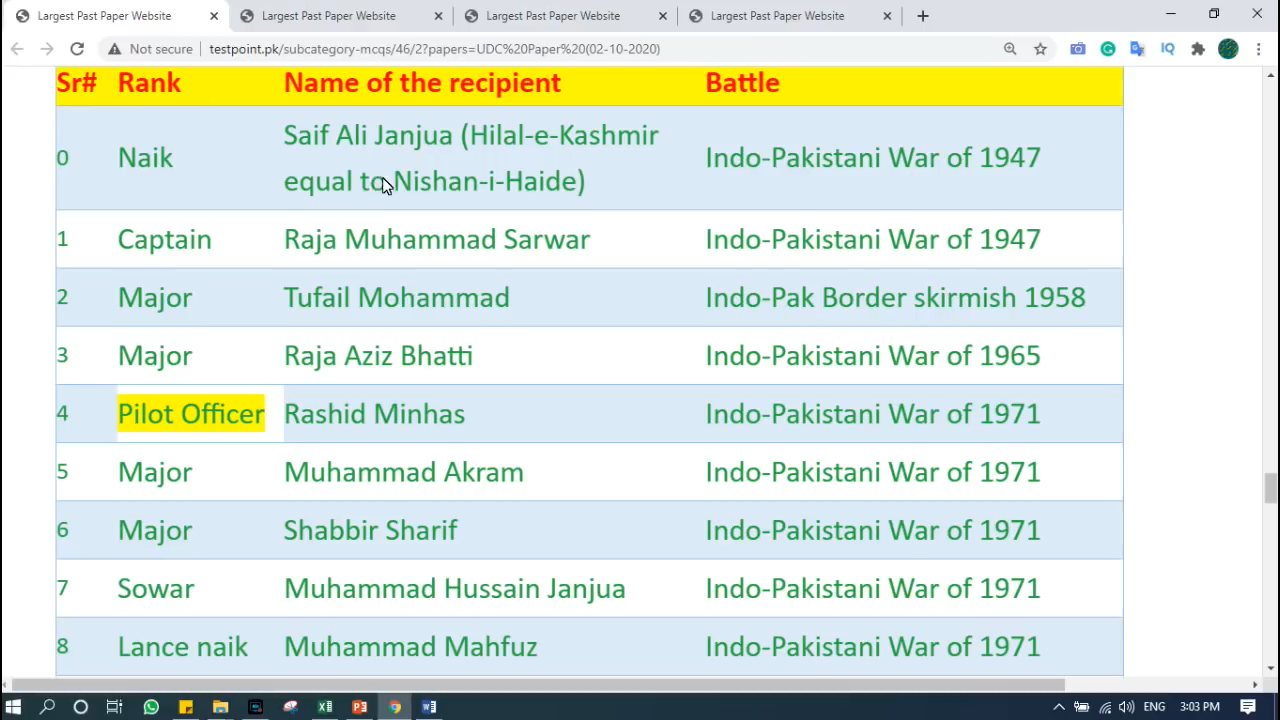 Largest Past Paper Website
Largest Past Paper Website
Largest Past Paper Website
Largest Past Paper Website
Not secure testpoint.pk/subcategory-mcqs/46/2?papers=UDC%20Paper%20(02-10-2020)
IQ
Sr# Rank Name of the recipient Battle
0 Naik Saif Ali Janjua (Hilal-e-Kashmir equal to Nishan-i-Haide) Indo-Pakistani War of 1947
1 Captain Raja Muhammad Sarwar Indo-Pakistani War of 1947
2 Major Tufail Mohammad Indo-Pak Border skirmish 1958
3 Major Raja Aziz Bhatti Indo-Pakistani War of 1965
4 Pilot Officer Rashid Minhas Indo-Pakistani War of 1971
5 Major Muhammad Akram Indo-Pakistani War of 1971
6 Major Shabbir Sharif Indo-Pakistani War of 1971
7 Sowar Muhammad Hussain Janjua Indo-Pakistani War of 1971
8 Lance naik Muhammad Mahfuz Indo-Pakistani War of 1971
ENG 3:03 PM